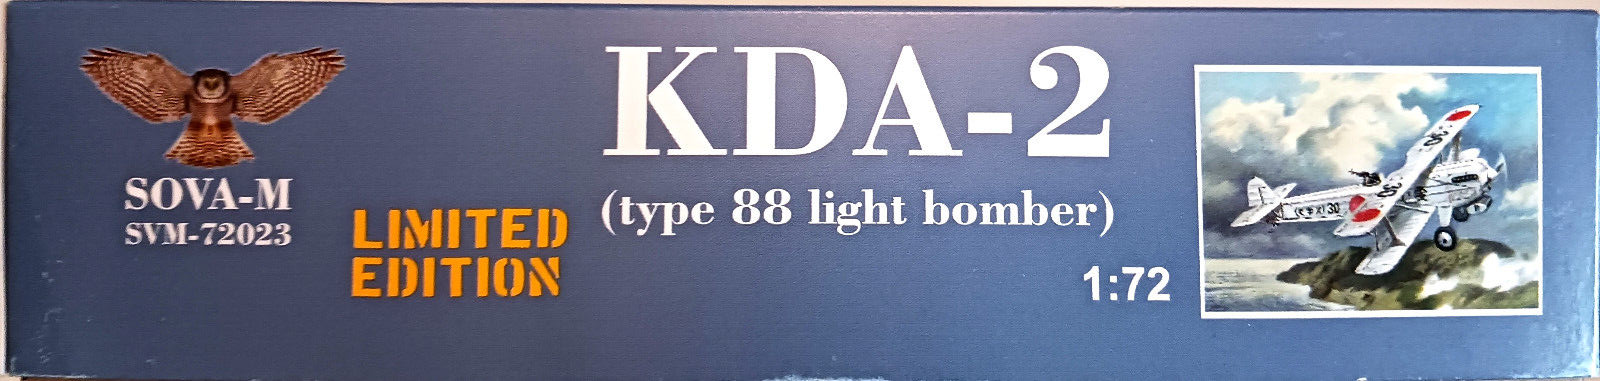 SOVA-M
SVM-72023
LIMITED
EDITION
KDA-2
(type 88 light bomber)
1:72